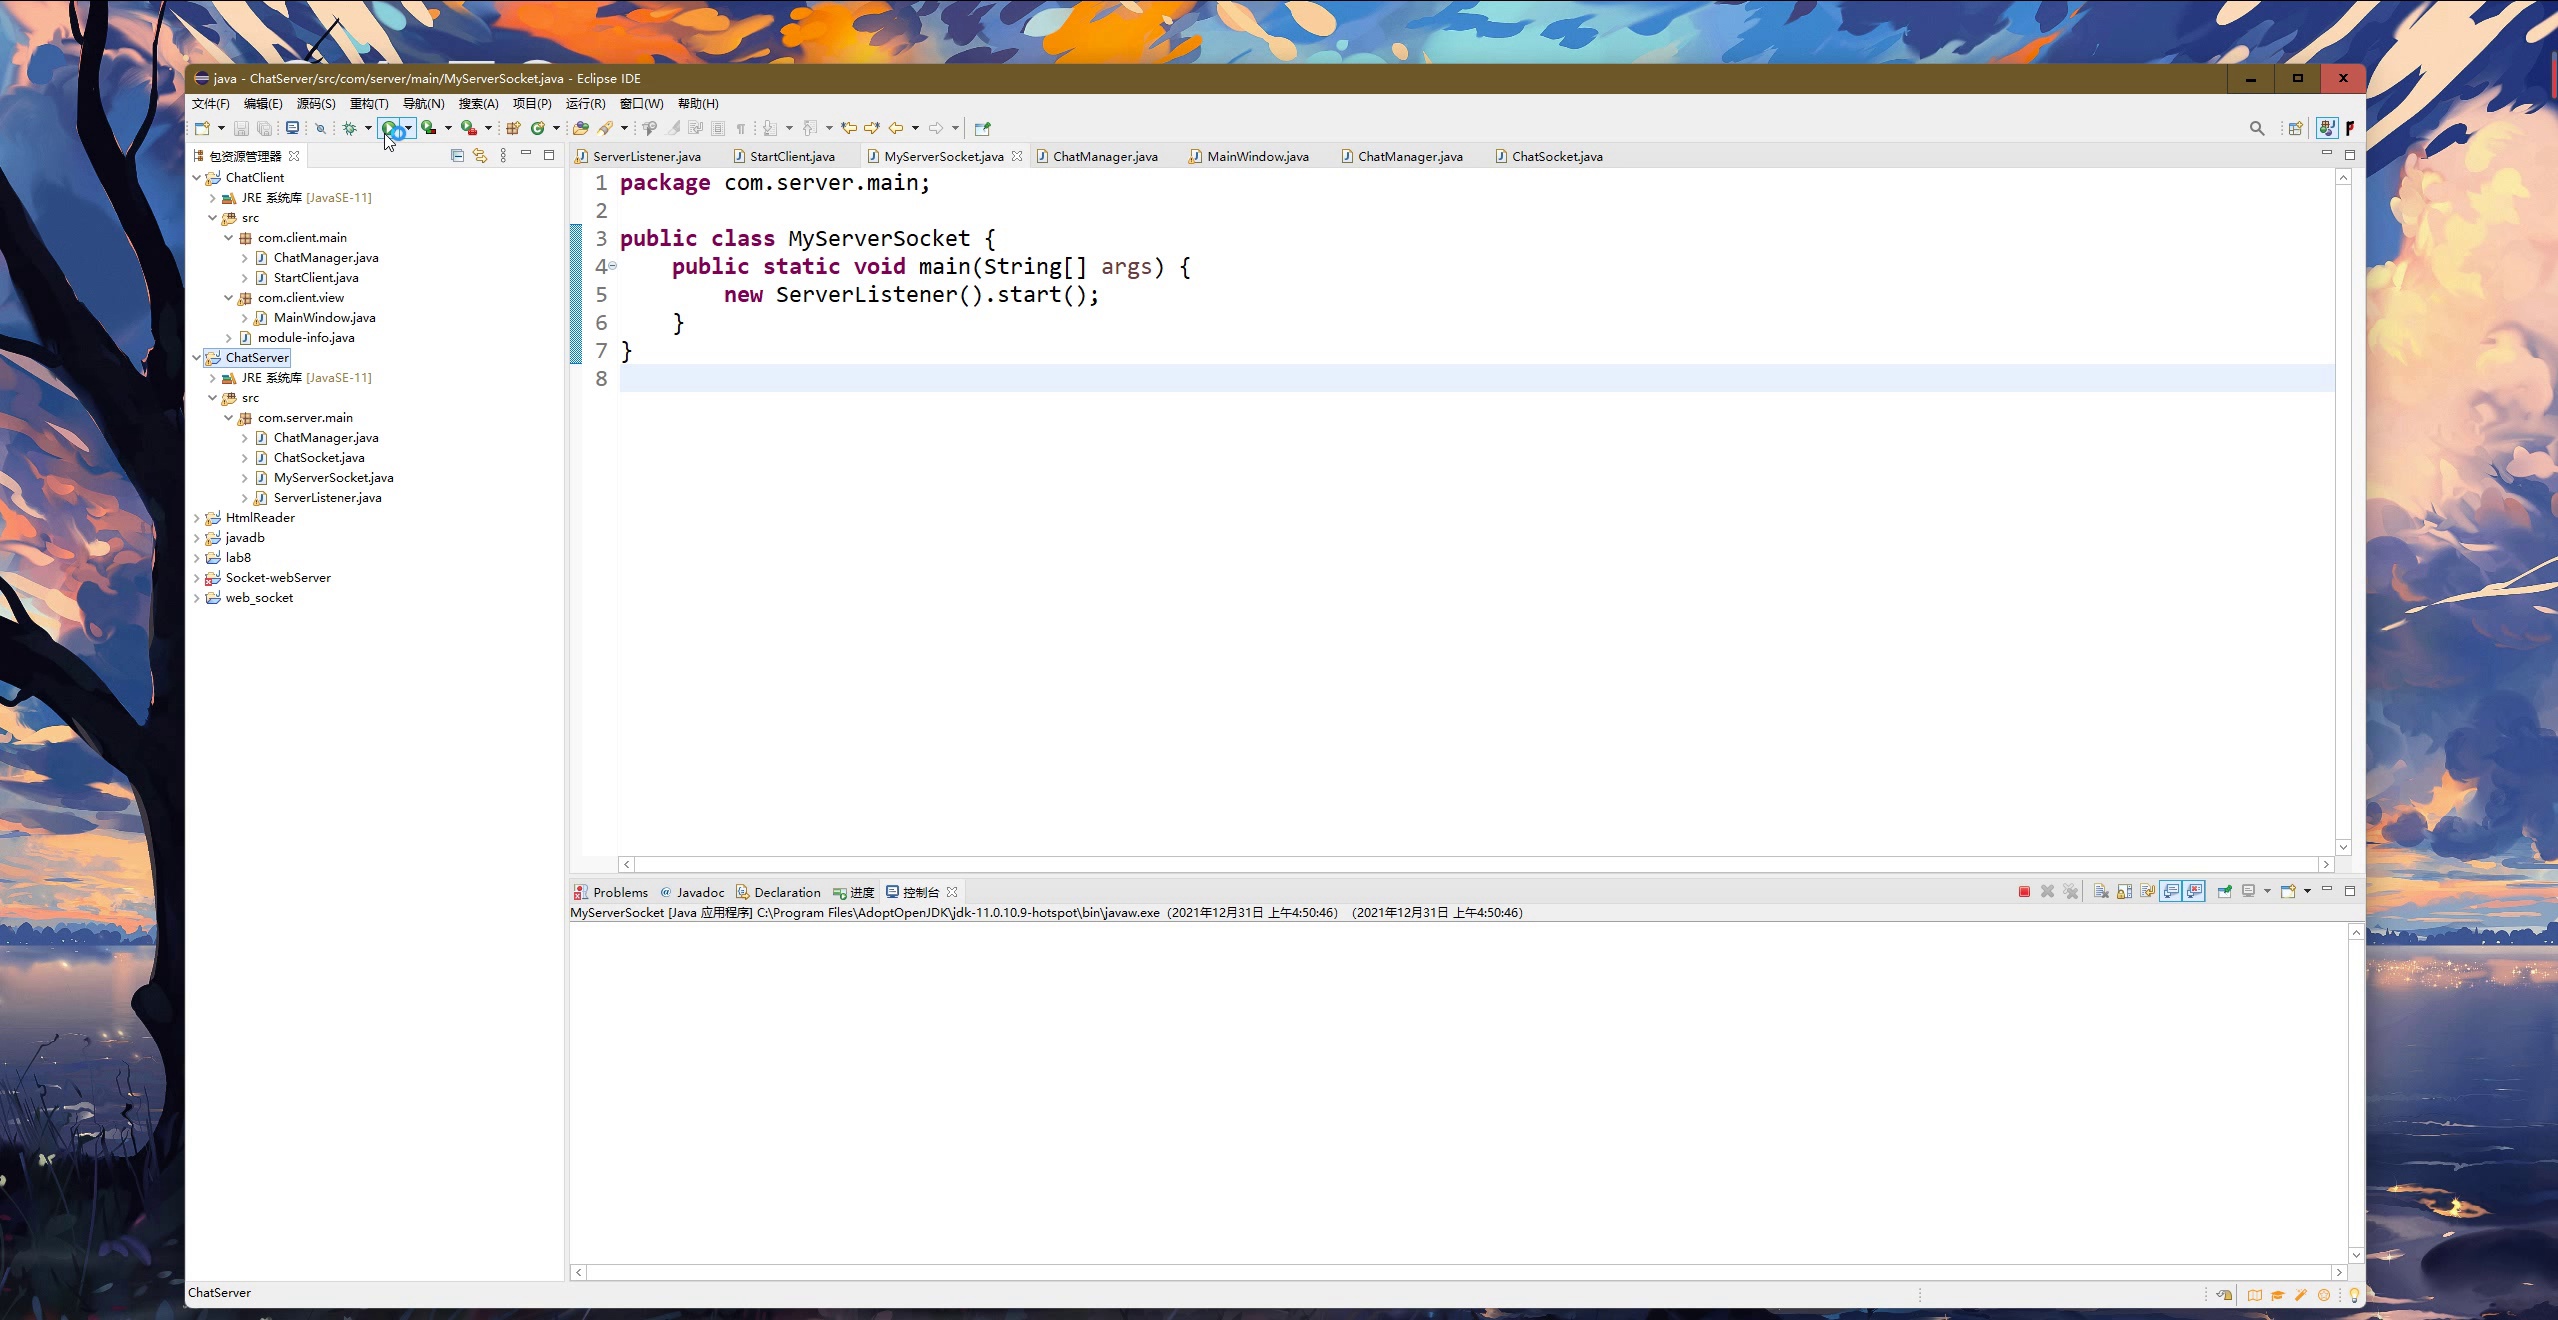 java - ChatServer/src/com/server/main/MyServerSocket.java - Eclipse IDE
文件(F) 编辑(E) 源码(S) 重构(T) 导航(N) 搜索(A) 项目(P) 运行(R) 窗口(W) 帮助(H)
包资源管理器
ChatClient
JRE 系统库 [JavaSE-11]
src
com.client.main
ChatManager.java
StartClient.java
com.client.view
MainWindow.java
module-info.java
ChatServer
JRE 系统库 [JavaSE-11]
src
com.server.main
ChatManager.java
ChatSocket.java
MyServerSocket.java
ServerListener.java
HtmlReader
javadb
lab8
Socket-webServer
web_socket
ServerListener.java StartClient.java MyServerSocket.java ChatManager.java MainWindow.java ChatManager.java ChatSocket.java
1 package com.server.main;
2
3 public class MyServerSocket {
4 public static void main(String[] args) {
5 new ServerListener().start();
6 }
7 }
8
Problems @ Javadoc Declaration 进度 控制台
MyServerSocket [Java 应用程序] C:\Program Files\AdoptOpenJDK\jdk-11.0.10.9-hotspot\bin\javaw.exe（2021年12月31日 上午4:50:46）（2021年12月31日 上午4:50:46）
ChatServer